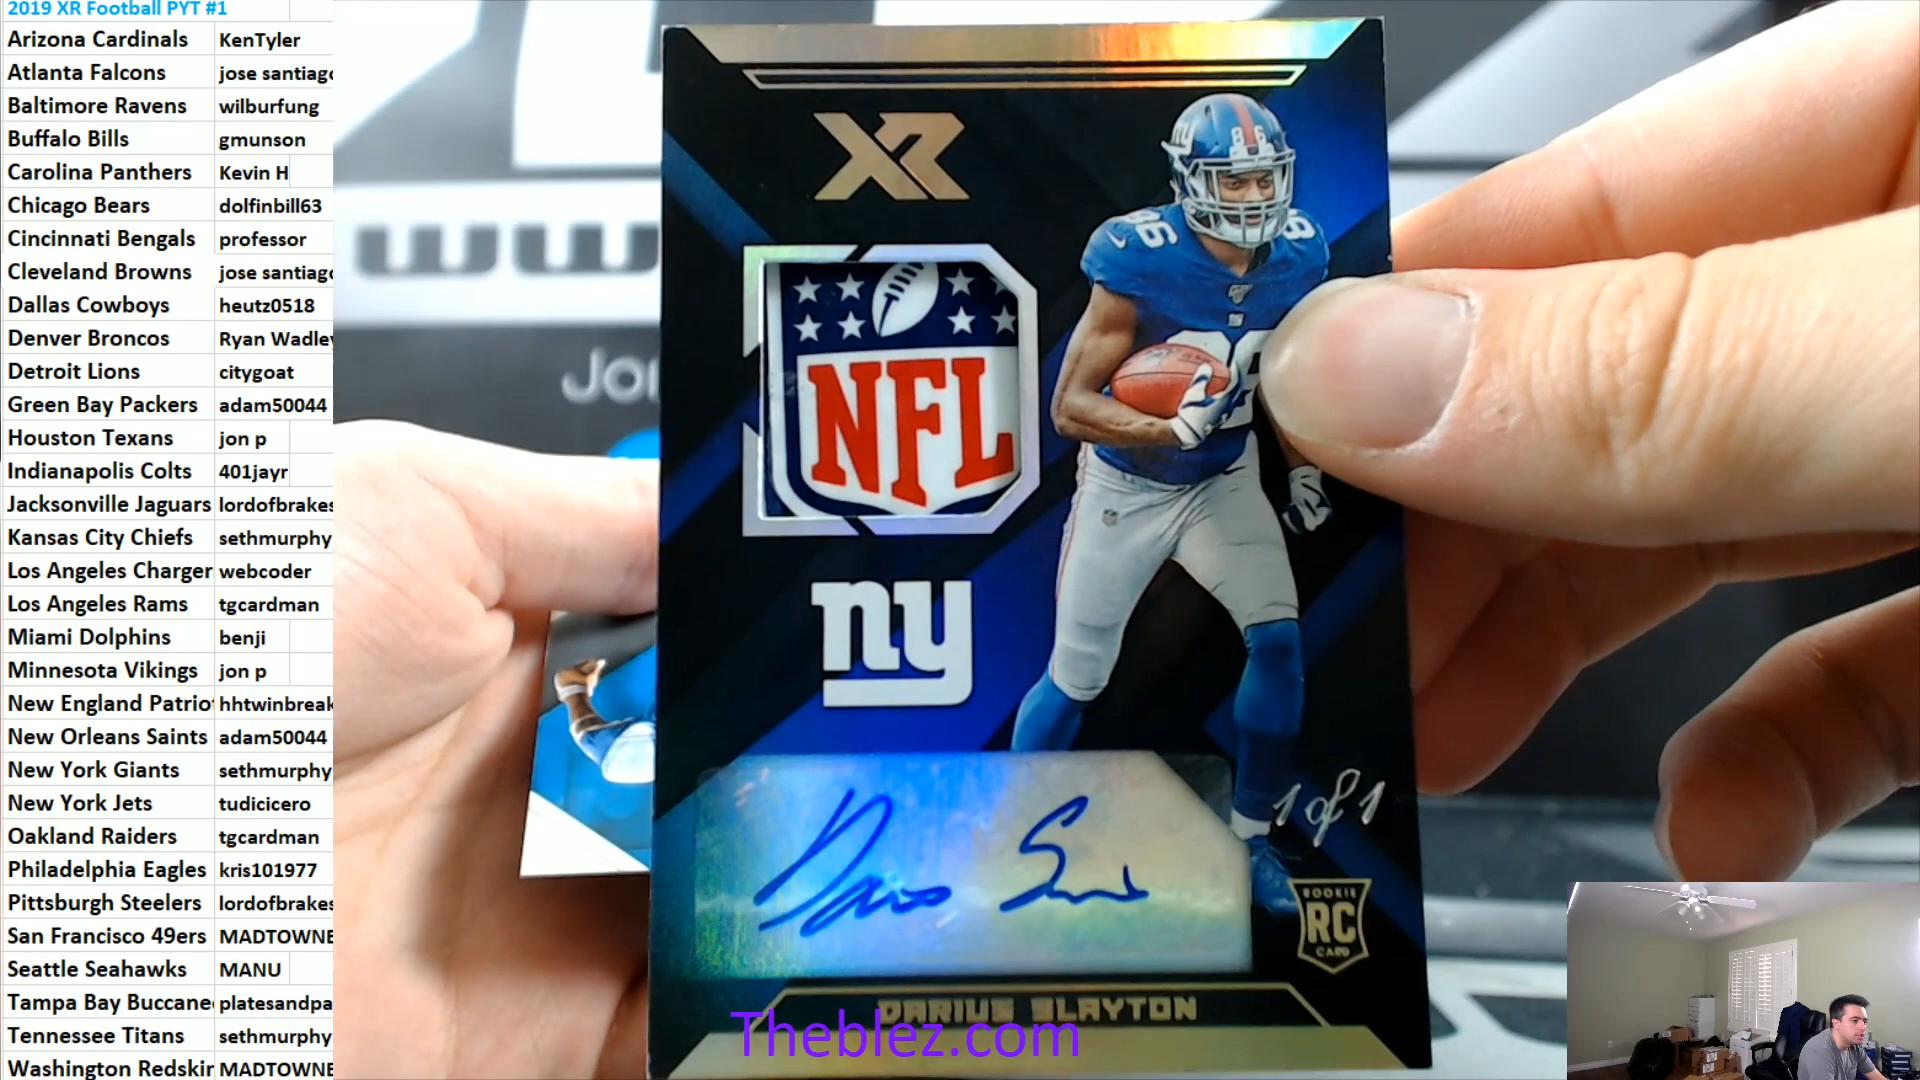 2019 XR Football PYT #1
Arizona Cardinals KenTyler
Atlanta Falcons jose santiago
Baltimore Ravens wilburfung
Buffalo Bills gmunson
Carolina Panthers Kevin H
Chicago Bears dolfinbill63
Cincinnati Bengals professor
Cleveland Browns jose santiago
Dallas Cowboys heutz0518
Denver Broncos Ryan Wadley
Detroit Lions citygoat
Green Bay Packers adam50044
Houston Texans jon p
Indianapolis Colts 401jayr
Jacksonville Jaguars lordofbrakes
Kansas City Chiefs sethmurphy
Los Angeles Charger webcoder
Los Angeles Rams tgcardman
Miami Dolphins benji
Minnesota Vikings jon p
New England Patriot hhtwinbreak
New Orleans Saints adam50044
New York Giants sethmurphy
New York Jets tudicicero
Oakland Raiders tgcardman
Philadelphia Eagles kris101977
Pittsburgh Steelers lordofbrakes
San Francisco 49ers MADTOWNE
Seattle Seahawks MANU
Tampa Bay Buccane platesandpa
Tennessee Titans sethmurphy
Washington Redskin MADTOWNE
www
Jo
XR
86
86
NFL
ny
1 of 1
ROOKIE
RC
CARD
DARIUS SLAYTON
Theblez.com